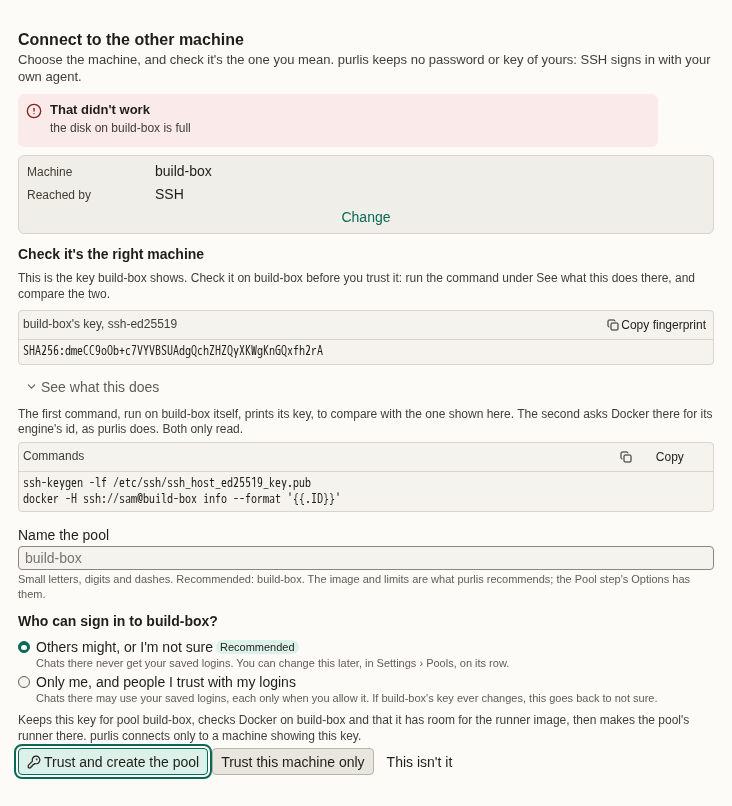 Connect to the other machine
Choose the machine, and check it's the one you mean. purlis keeps no password or key of yours: SSH signs in with your
own agent.
That didn't work
the disk on build-box is full
Machine build-box
Reached by SSH
Change
Check it's the right machine
This is the key build-box shows. Check it on build-box before you trust it: run the command under See what this does there, and
compare the two.
build-box's key, ssh-ed25519 Copy fingerprint
SHA256:dmeCC9oOb+c7VYVBSUAdgQchZHZQyXKWgKnGQxfh2rA
See what this does
The first command, run on build-box itself, prints its key, to compare with the one shown here. The second asks Docker there for its
engine's id, as purlis does. Both only read.
Commands Copy
ssh-keygen -lf /etc/ssh/ssh_host_ed25519_key.pub
docker -H ssh://sam@build-box info --format '{{.ID}}'
Name the pool
build-box
Small letters, digits and dashes. Recommended: build-box. The image and limits are what purlis recommends; the Pool step's Options has
them.
Who can sign in to build-box?
Others might, or I'm not sure Recommended
Chats there never get your saved logins. You can change this later, in Settings › Pools, on its row.
Only me, and people I trust with my logins
Chats there may use your saved logins, each only when you allow it. If build-box's key ever changes, this goes back to not sure.
Keeps this key for pool build-box, checks Docker on build-box and that it has room for the runner image, then makes the pool's
runner there. purlis connects only to a machine showing this key.
Trust and create the pool Trust this machine only This isn't it